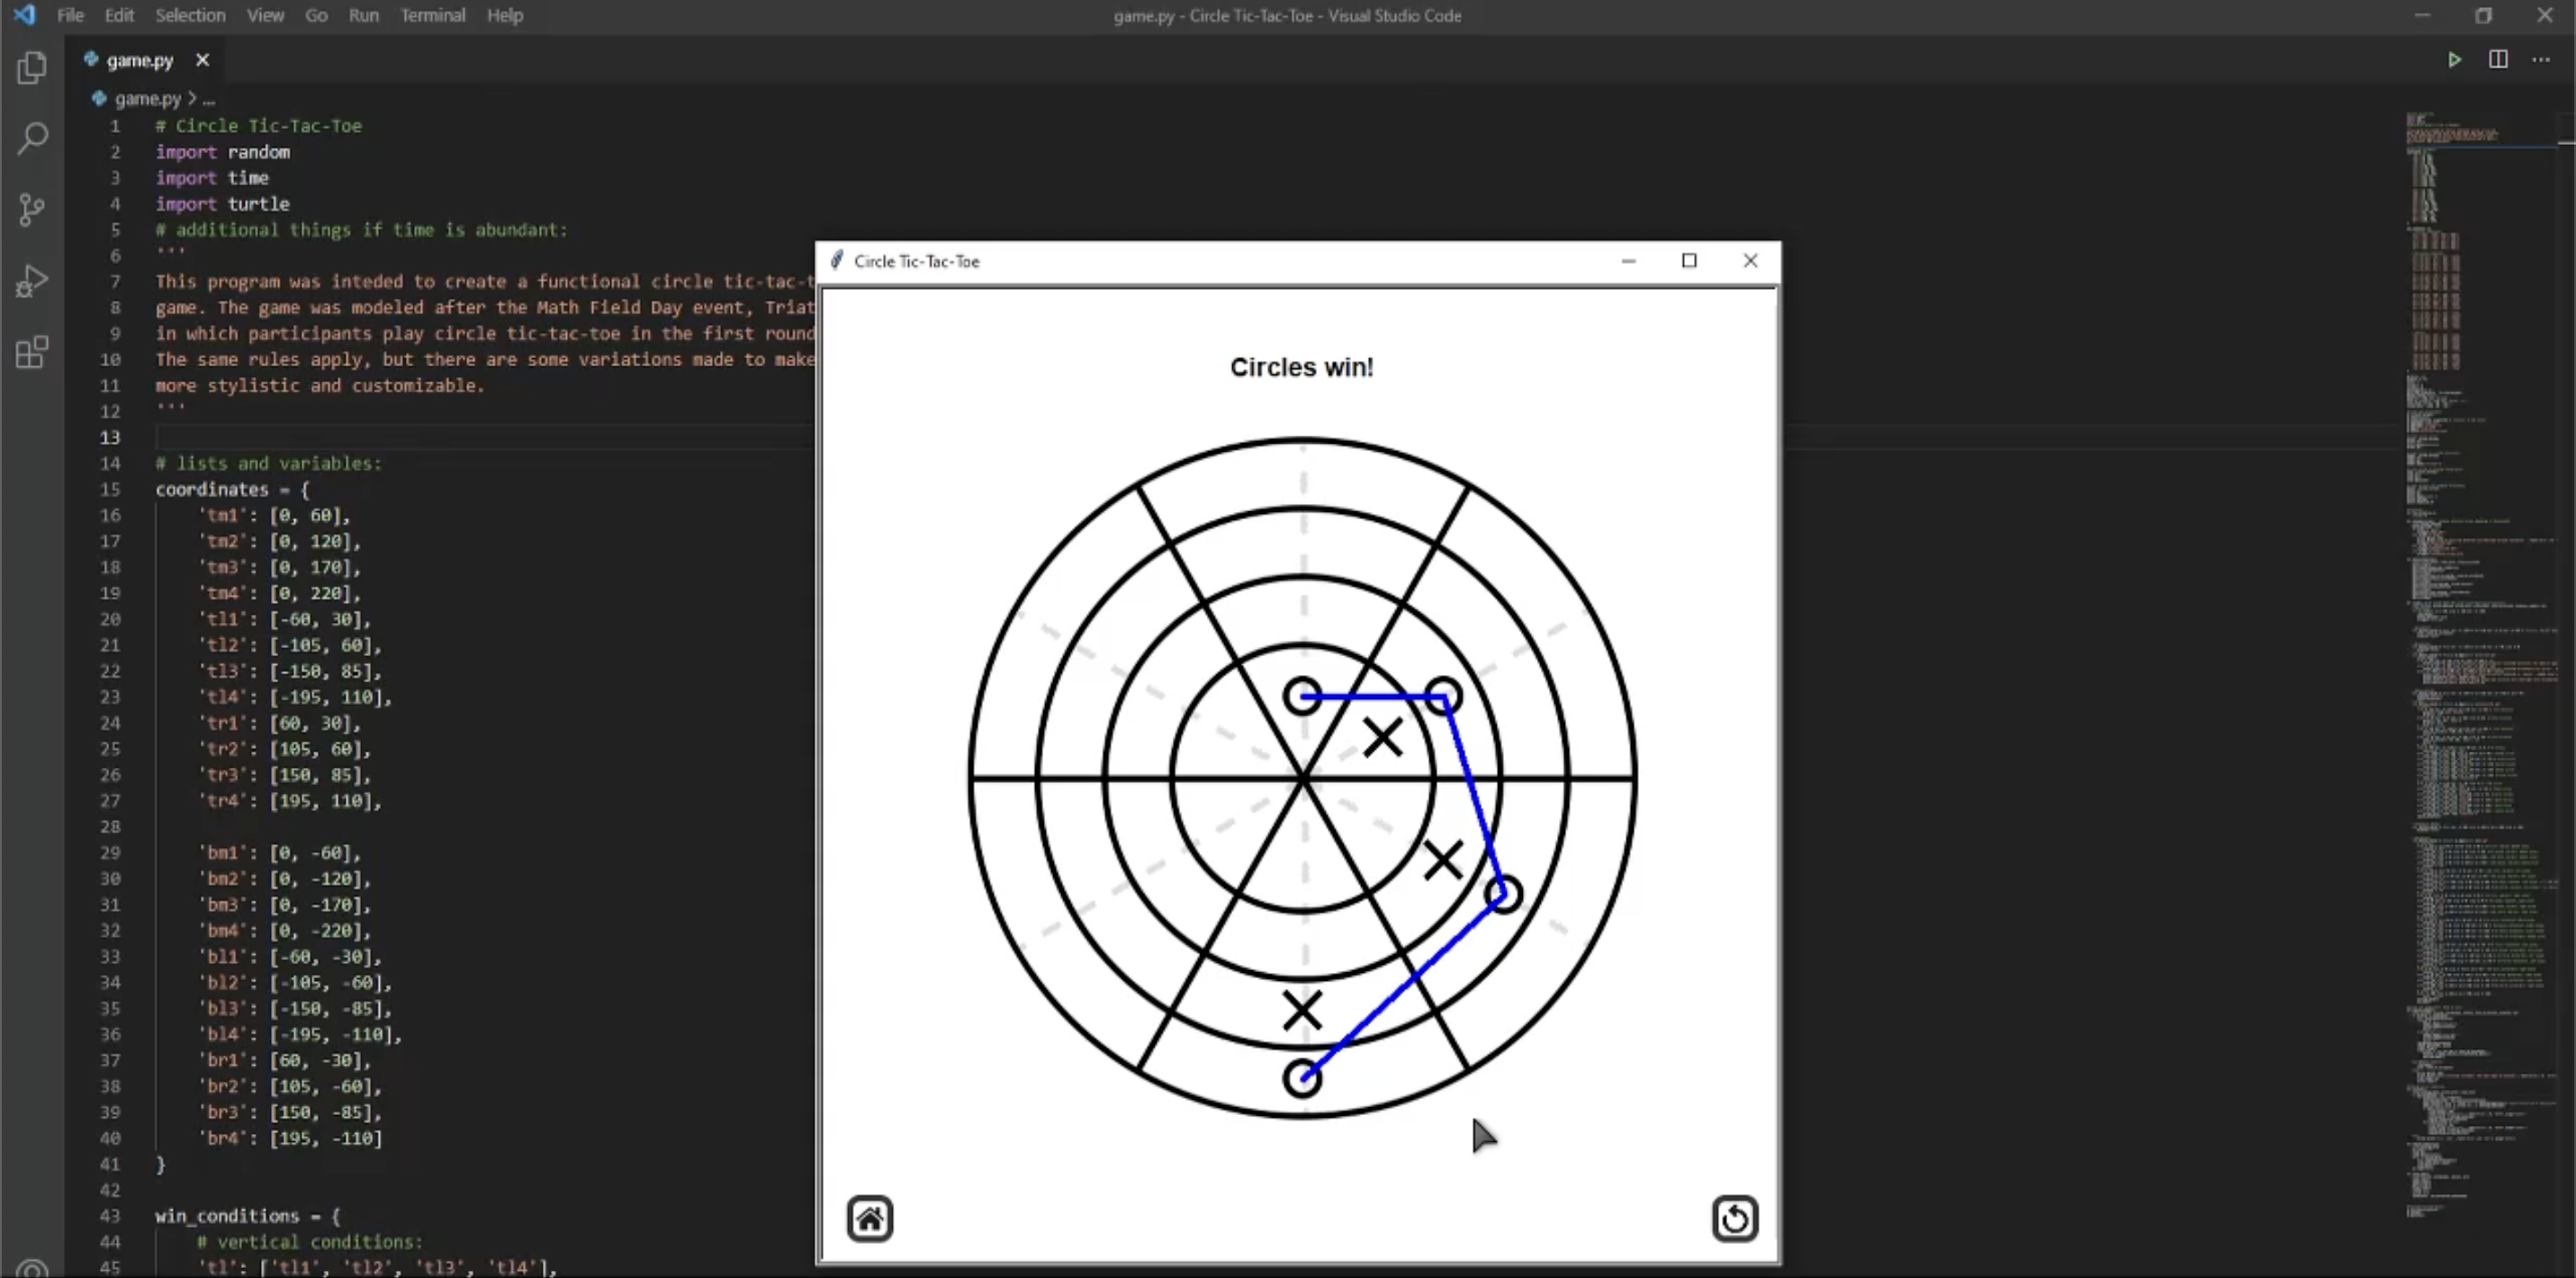 File Edit Selection View Go Run Terminal Help
game.py - Circle Tic-Tac-Toe - Visual Studio Code
game.py
game.py > ...
1 # Circle Tic-Tac-Toe
2 import random
3 import time
4 import turtle
5 # additional things if time is abundant:
6 '''
7 This program was inteded to create a functional circle tic-tac-t
8 game. The game was modeled after the Math Field Day event, Triat
9 in which participants play circle tic-tac-toe in the first round
10 The same rules apply, but there are some variations made to make
11 more stylistic and customizable.
12 '''
13
14 # lists and variables:
15 coordinates = {
16 'tm1': [0, 60],
17 'tm2': [0, 120],
18 'tm3': [0, 170],
19 'tm4': [0, 220],
20 'tl1': [-60, 30],
21 'tl2': [-105, 60],
22 'tl3': [-150, 85],
23 'tl4': [-195, 110],
24 'tr1': [60, 30],
25 'tr2': [105, 60],
26 'tr3': [150, 85],
27 'tr4': [195, 110],
28
29 'bm1': [0, -60],
30 'bm2': [0, -120],
31 'bm3': [0, -170],
32 'bm4': [0, -220],
33 'bl1': [-60, -30],
34 'bl2': [-105, -60],
35 'bl3': [-150, -85],
36 'bl4': [-195, -110],
37 'br1': [60, -30],
38 'br2': [105, -60],
39 'br3': [150, -85],
40 'br4': [195, -110]
41 }
42
43 win_conditions = {
44 # vertical conditions:
45 'tl': ['tl1', 'tl2', 'tl3', 'tl4'],
Circle Tic-Tac-Toe
Circles win!